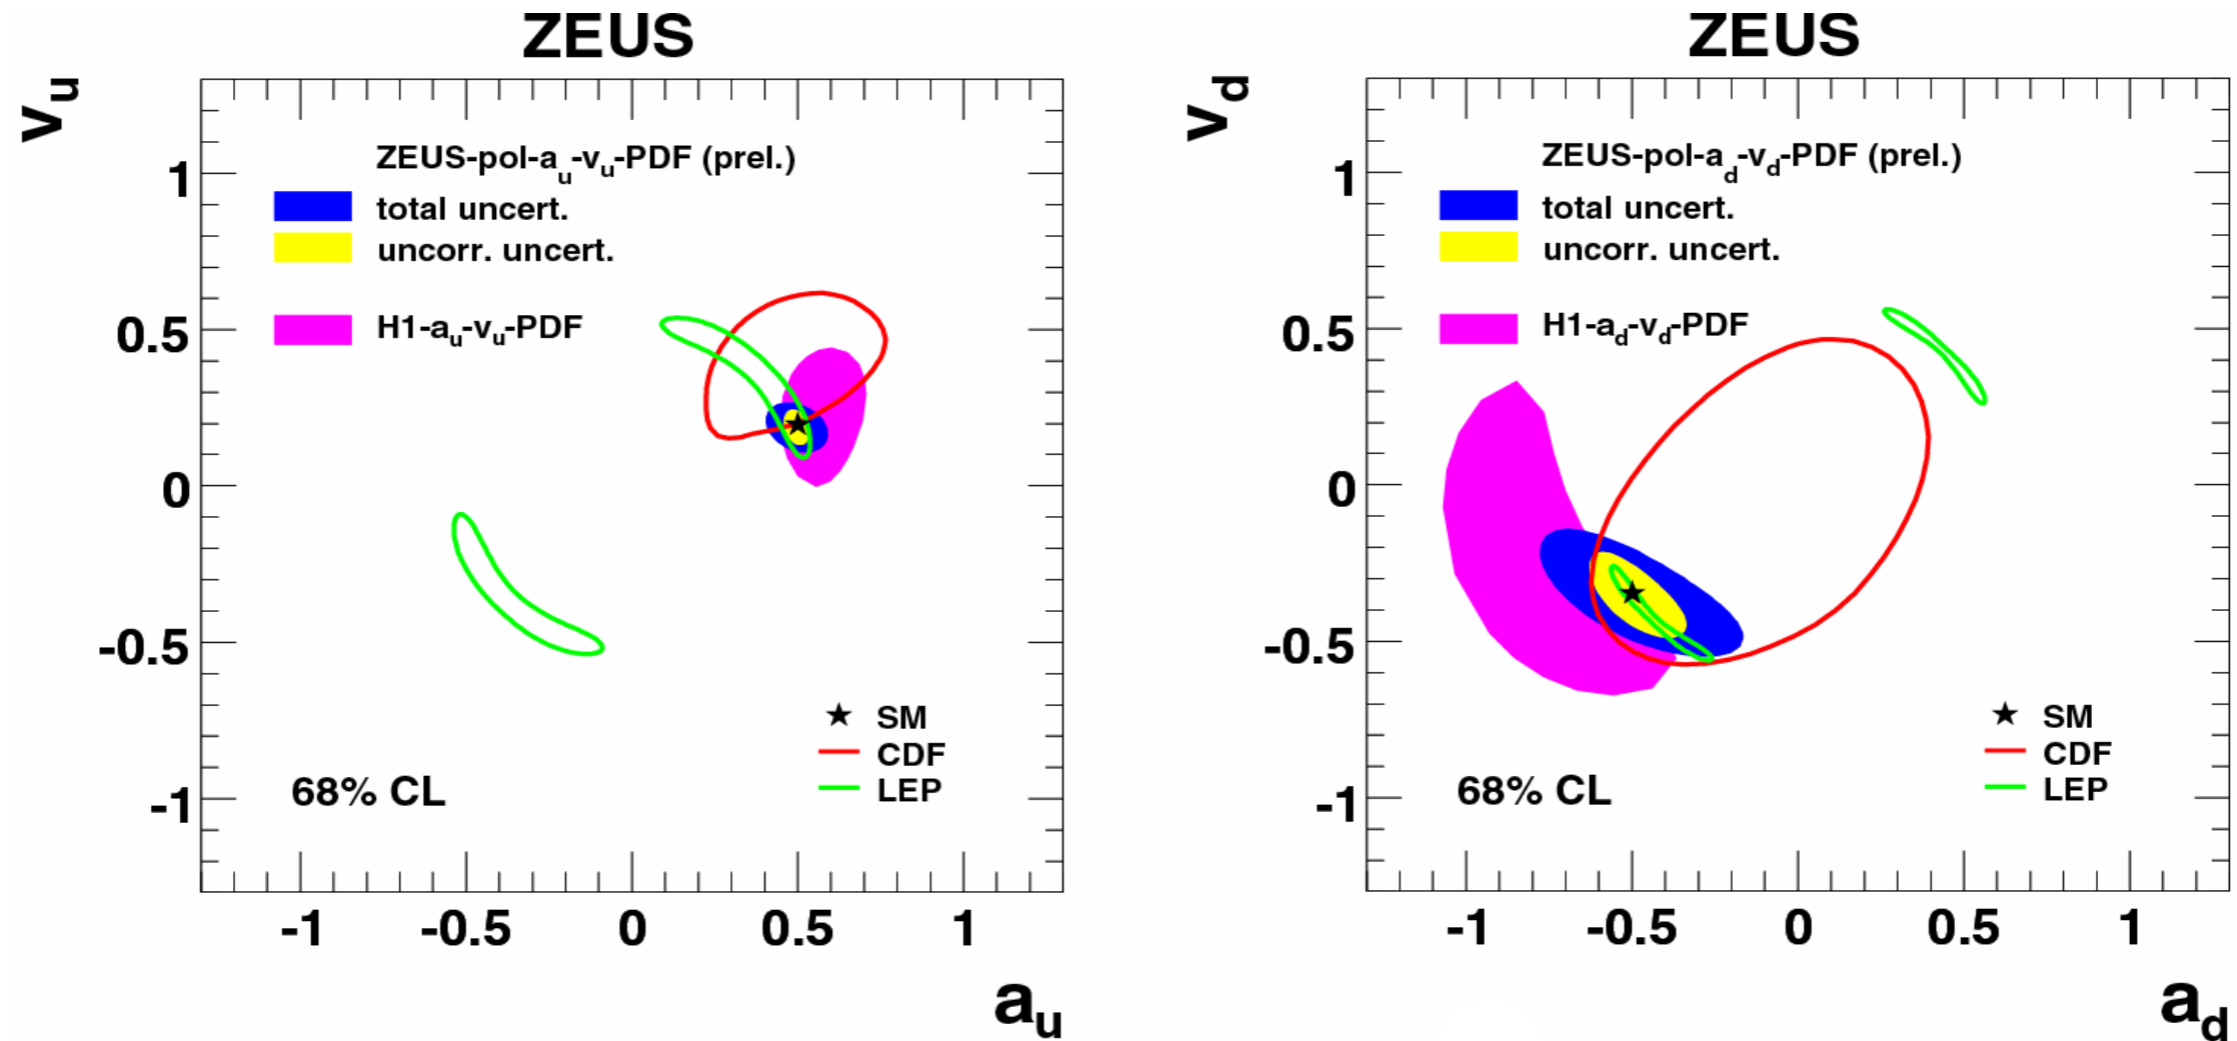 ZEUS
v_u
ZEUS-pol-a_u-v_u-PDF (prel.)
total uncert.
uncorr. uncert.
H1-a_u-v_u-PDF
1
0.5
0
-0.5
-1
SM
CDF
LEP
68% CL
-1 -0.5 0 0.5 1
a_u
ZEUS
v_d
ZEUS-pol-a_d-v_d-PDF (prel.)
total uncert.
uncorr. uncert.
H1-a_d-v_d-PDF
1
0.5
0
-0.5
-1
SM
CDF
LEP
68% CL
-1 -0.5 0 0.5 1
a_d